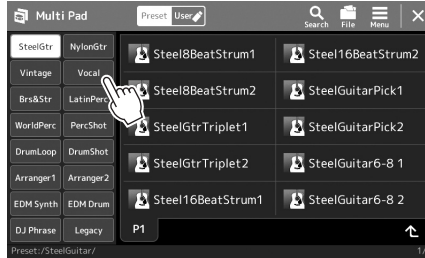 Multi Pad
Preset User
Search File Menu
SteelGtr NylonGtr
Vintage Vocal
Brs&Str LatinPerc
WorldPerc PercShot
DrumLoop DrumShot
Arranger1 Arranger2
EDM Synth EDM Drum
DJ Phrase Legacy
Steel8BeatStrum1 Steel16BeatStrum2
Steel8BeatStrum2 SteelGuitarPick1
SteelGtrTriplet1 SteelGuitarPick2
SteelGtrTriplet2 SteelGuitar6-8 1
Steel16BeatStrum1 SteelGuitar6-8 2
P1
Preset:/SteelGuitar/ 1/